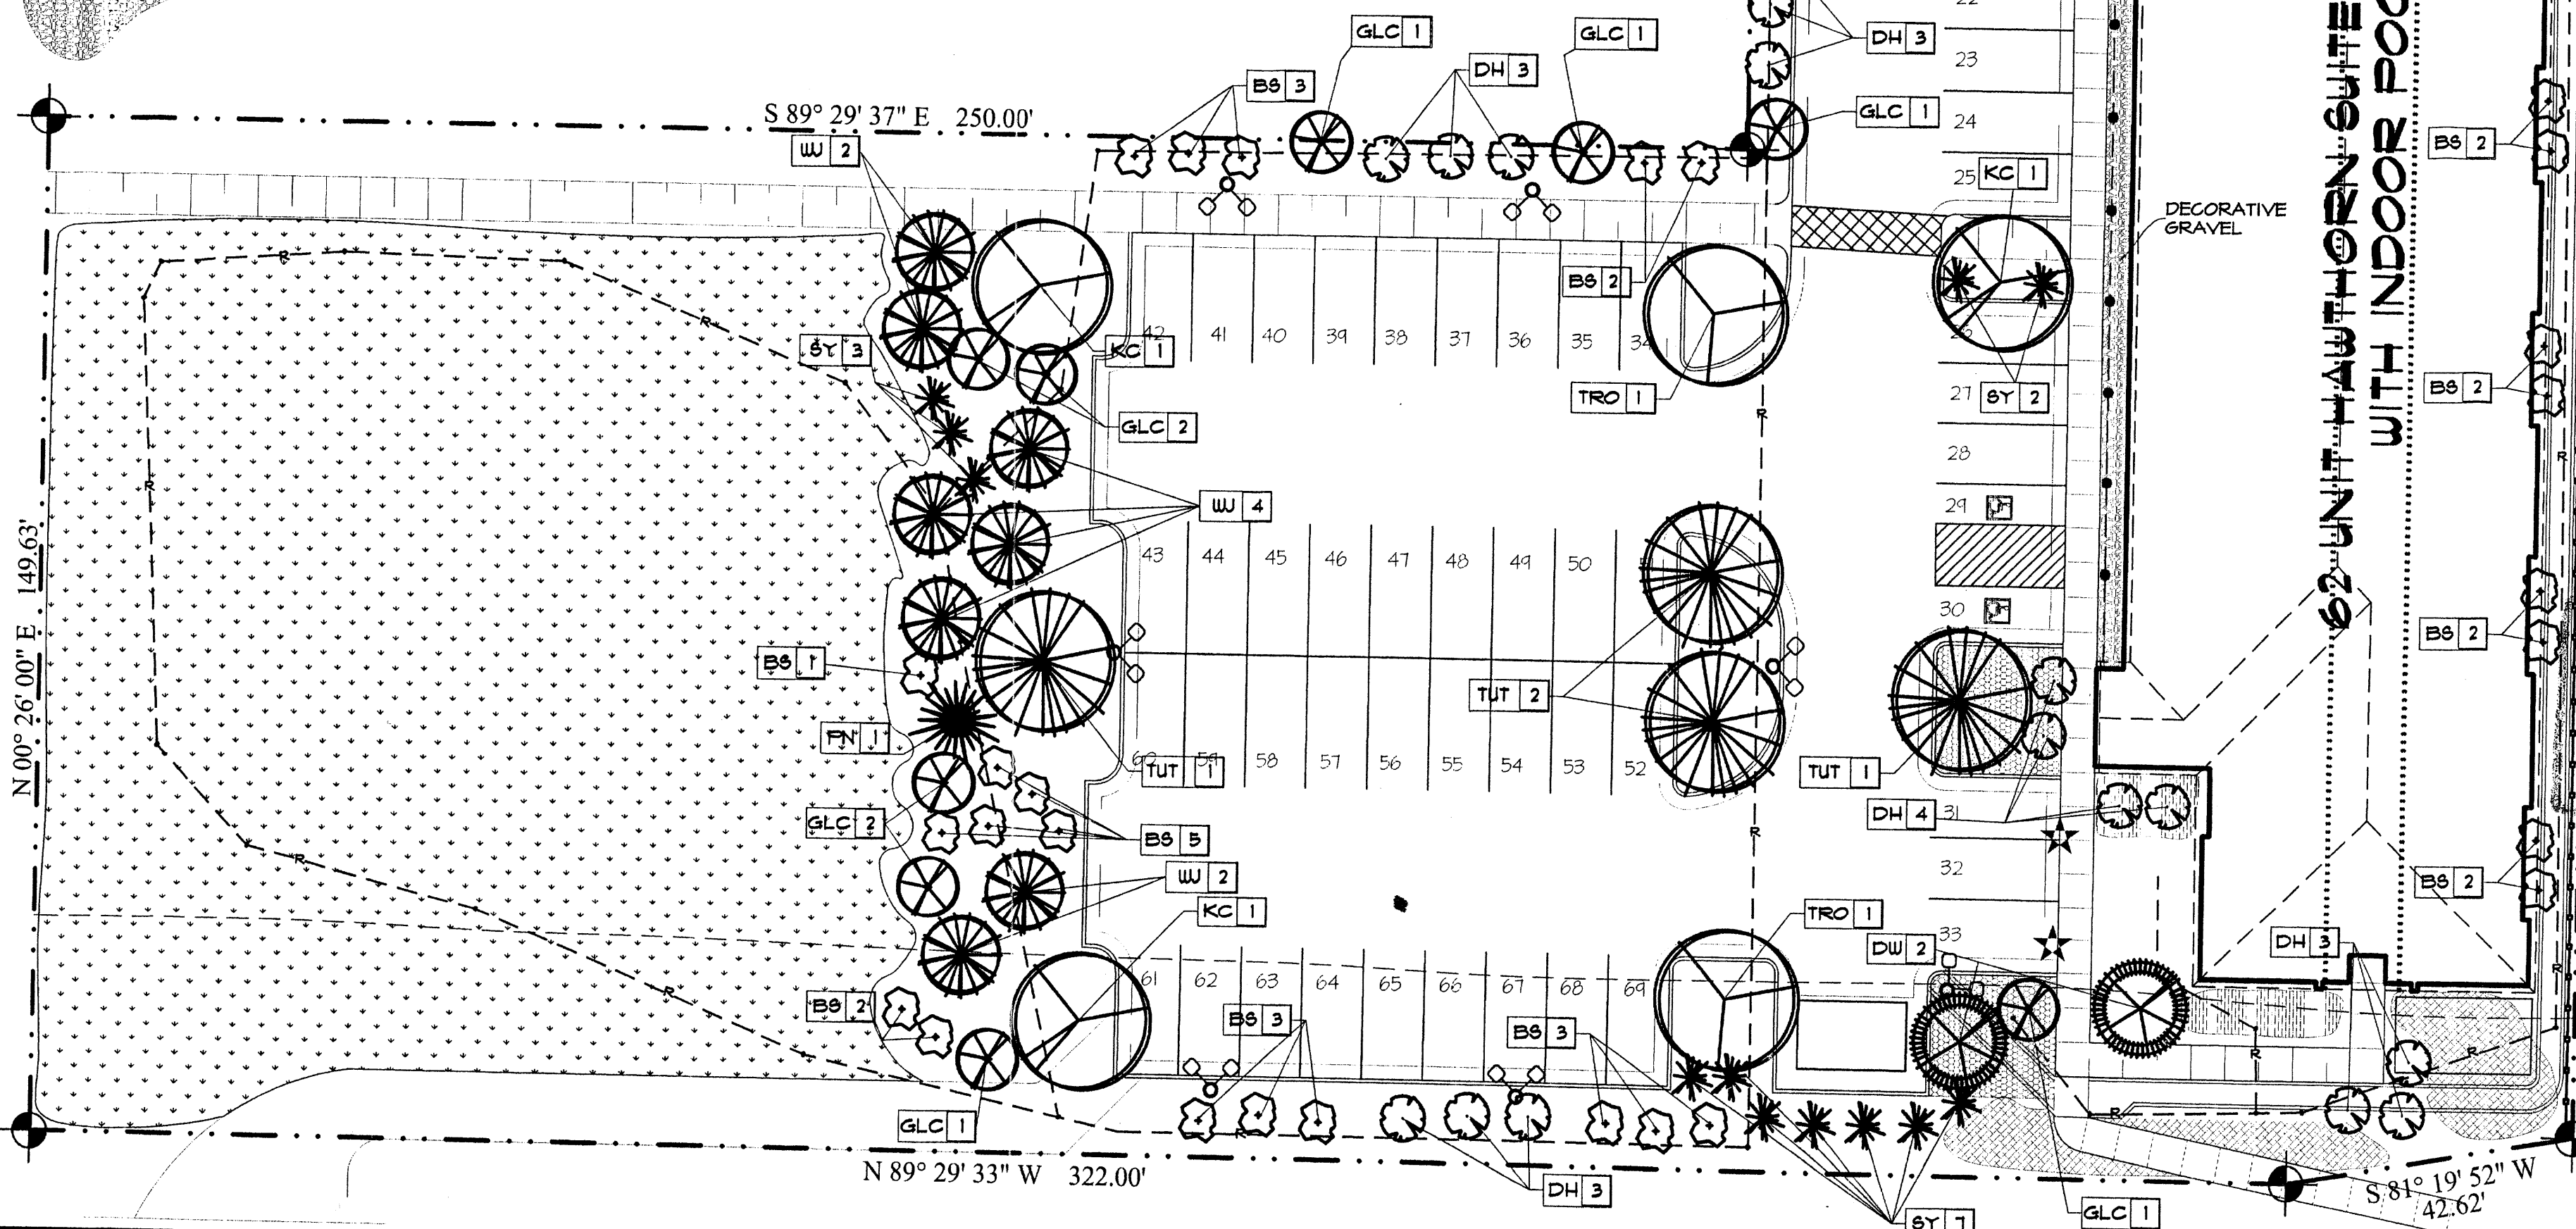 22
GLC 1
GLC 1
DH 3
DH 3
23
BS 3
S 89° 29' 37" E 250.00'
GLC 1
24
WJ 2
BS 2
25
KC 1
DECORATIVE
GRAVEL
62 UNIT HAWTHORN SUITE
WITH INDOOR POO
R
BS 2
42
41
40
39
38
37
36
35
34
R
SY 3
KC 1
TRO 1
R
27
SY 2
BS 2
GLC 2
28
R
R
WJ 4
29
N 00° 26' 00" E 149.63'
43
44
45
46
47
48
49
50
30
BS 2
BS 1
TUT 2
PN 1
60
59
58
57
56
55
54
53
52
TUT 1
TUT 1
GLC 2
BS 5
DH 4
31
R
R
WJ 2
32
BS 2
KC 1
TRO 1
33
DW 2
DH 3
R
61
62
63
64
65
66
67
68
69
R
BS 2
BS 3
BS 3
R
R
R
GLC 1
N 89° 29' 33" W 322.00'
DH 3
SY 7
GLC 1
S 81° 19' 52" W
42.62'